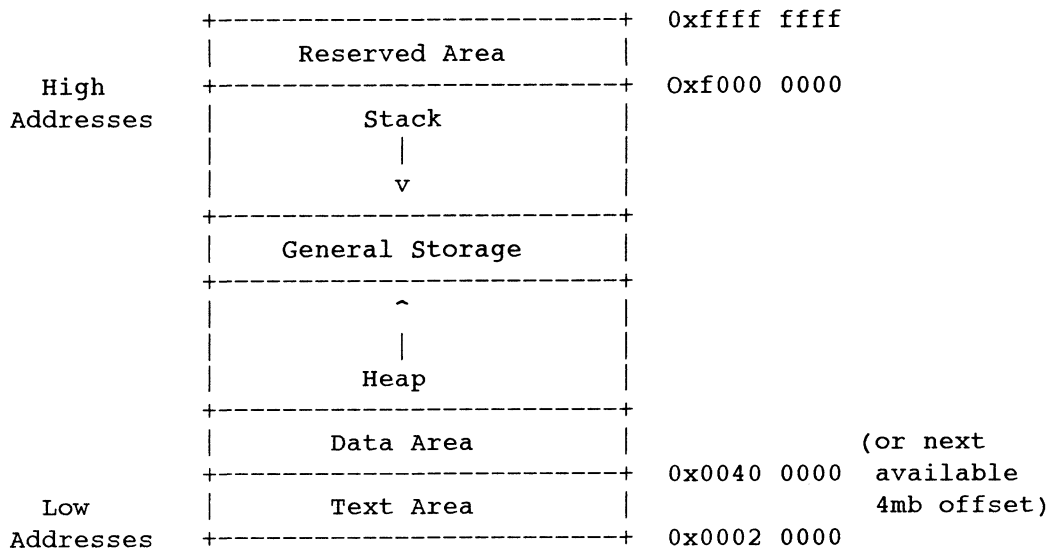 +--------------------------+ 0xffff ffff
| Reserved Area |
High +--------------------------+ Oxf000 0000
Addresses | Stack |
| | |
| v |
+--------------------------+
| General Storage |
+--------------------------+
| ^ |
| | |
| Heap |
+--------------------------+
| Data Area | (or next
+--------------------------+ 0x0040 0000 available
Low | Text Area | 4mb offset)
Addresses +--------------------------+ 0x0002 0000